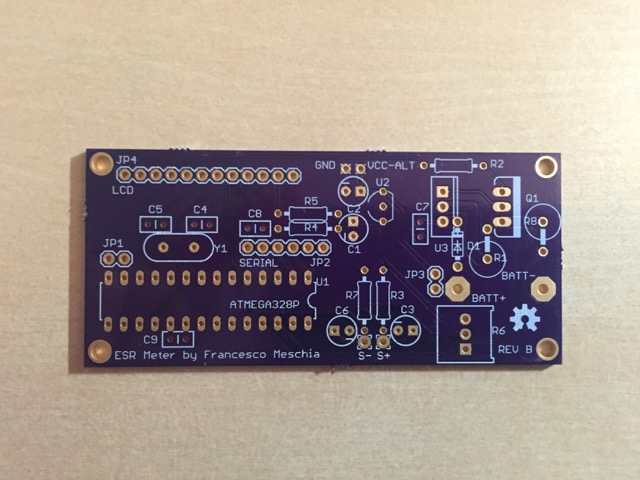 JP4
LCD
GND
VCC-ALT
R2
C5
C4
C8
R5
R4
C2
C1
U2
C7
Q1
R8
JP1
Y1
SERIAL
JP2
U3
D1
R1
U1
ATMEGA328P
JP3
BATT-
BATT+
R7
R3
C6
C3
R6
C9
S-
S+
REV B
ESR Meter by Francesco Meschia